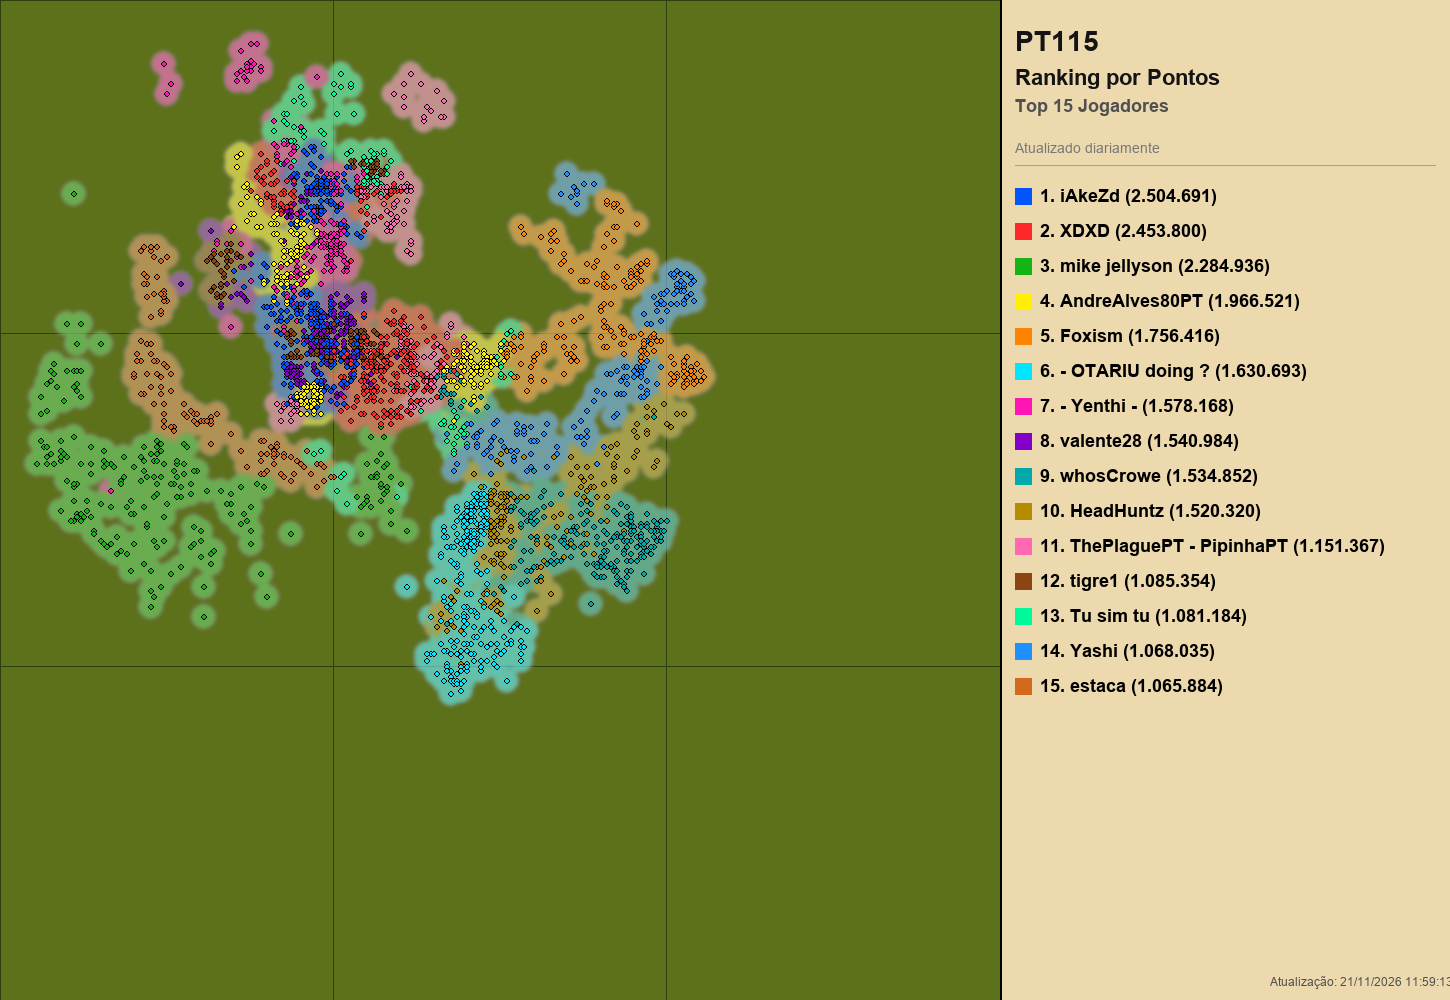 PT115
Ranking por Pontos
Top 15 Jogadores
Atualizado diariamente
1. iAkeZd (2.504.691)
2. XDXD (2.453.800)
3. mike jellyson (2.284.936)
4. AndreAlves80PT (1.966.521)
5. Foxism (1.756.416)
6. - OTARIU doing ? (1.630.693)
7. - Yenthi - (1.578.168)
8. valente28 (1.540.984)
9. whosCrowe (1.534.852)
10. HeadHuntz (1.520.320)
11. ThePlaguePT - PipinhaPT (1.151.367)
12. tigre1 (1.085.354)
13. Tu sim tu (1.081.184)
14. Yashi (1.068.035)
15. estaca (1.065.884)
Atualização: 21/11/2026 11:59:13